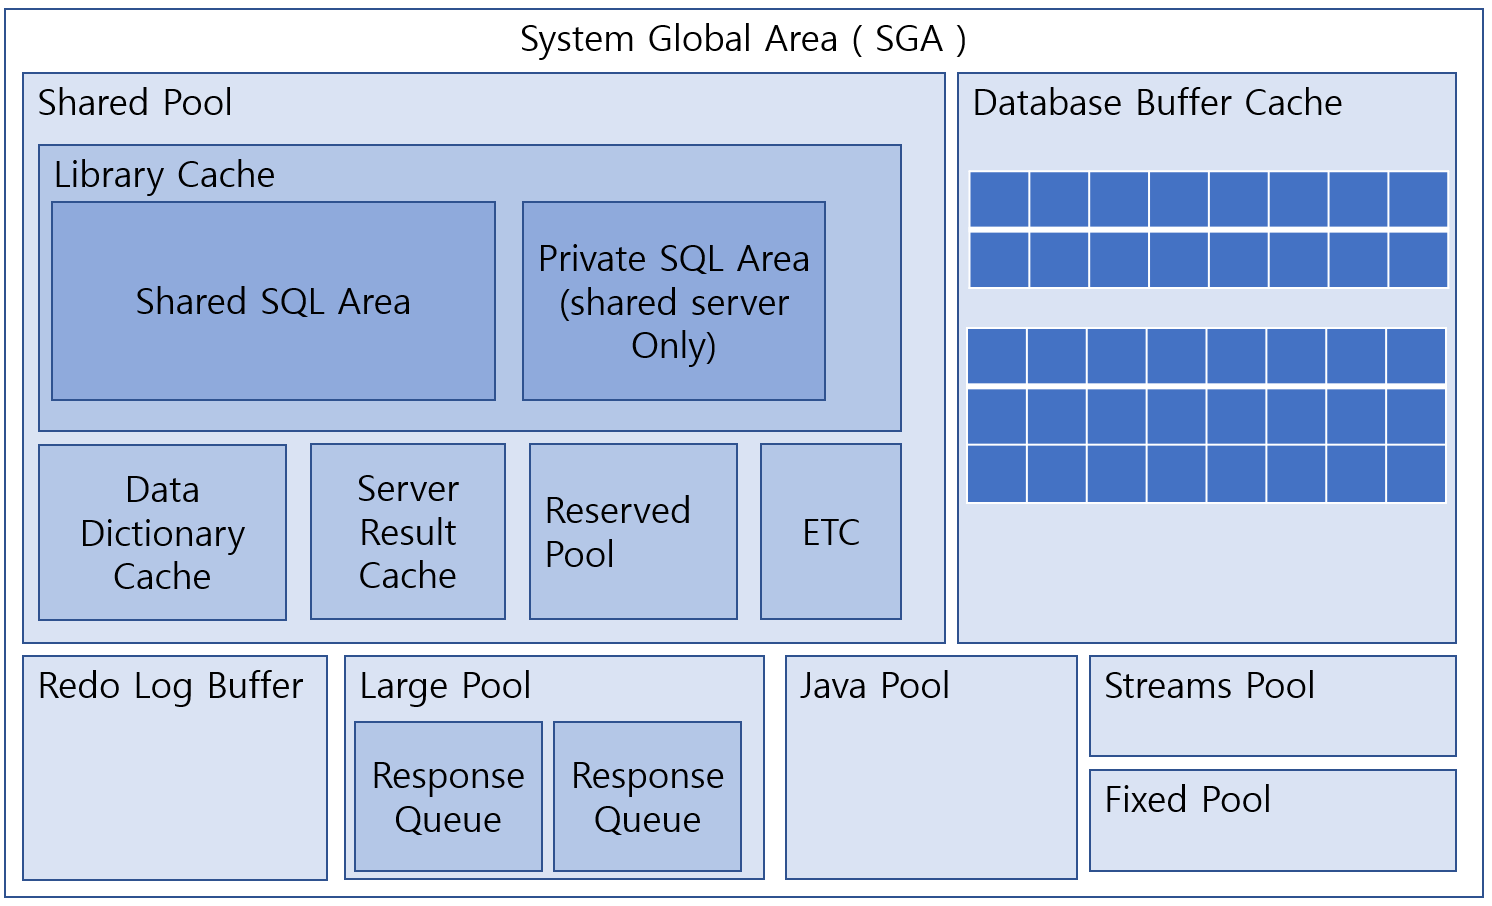 System Global Area ( SGA )
Shared Pool
Library Cache
Shared SQL Area
Private SQL Area
(shared server
Only)
Data
Dictionary
Cache
Server
Result
Cache
Reserved
Pool
ETC
Database Buffer Cache
Redo Log Buffer
Large Pool
Response
Queue
Response
Queue
Java Pool
Streams Pool
Fixed Pool